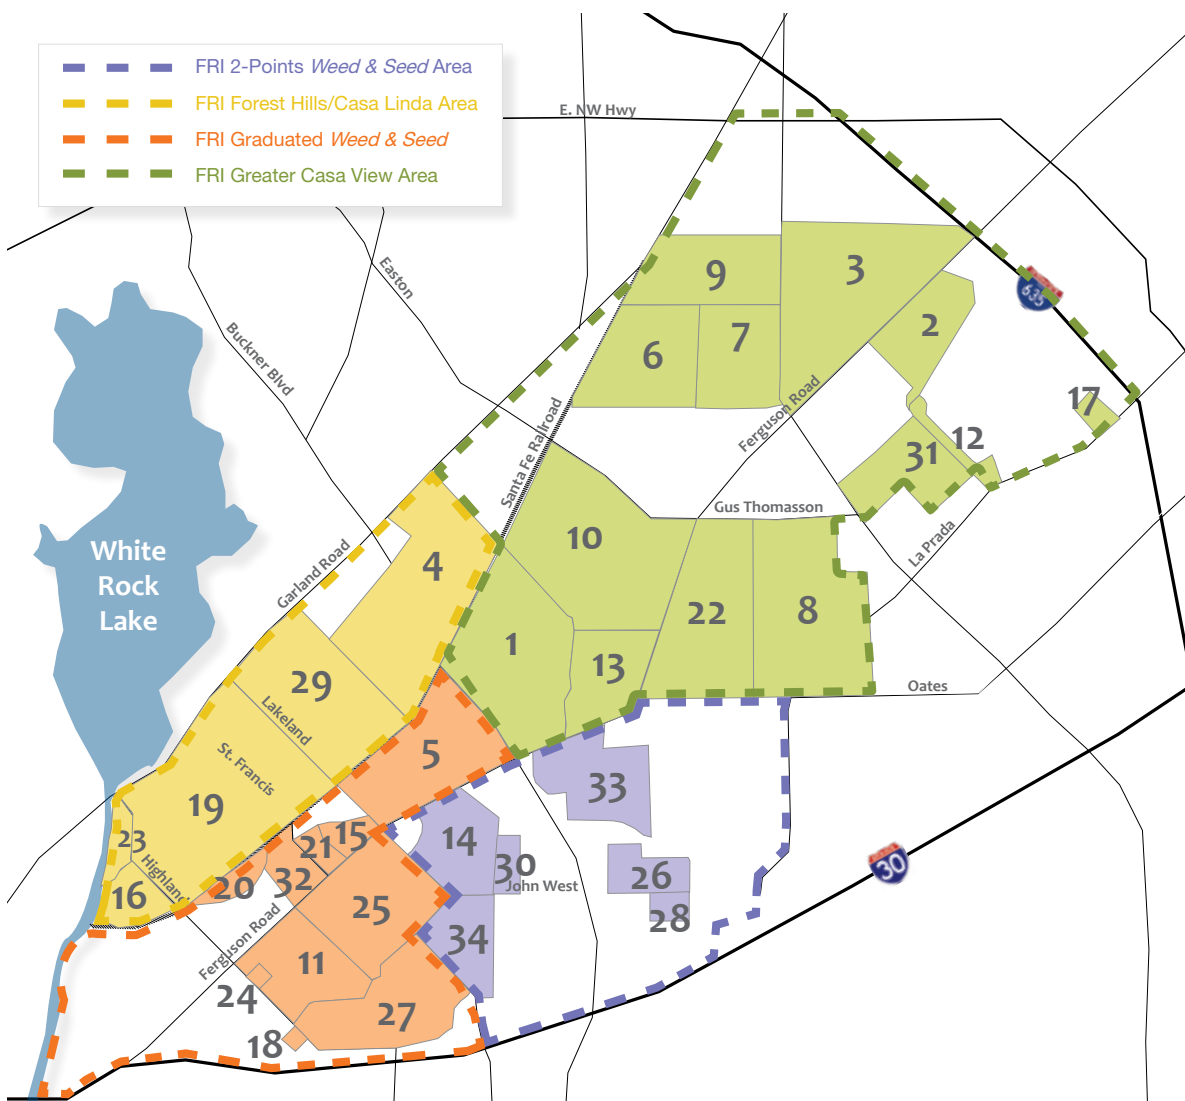 FRI 2-Points Weed & Seed Area
FRI Forest Hills/Casa Linda Area
FRI Graduated Weed & Seed
FRI Greater Casa View Area
E. NW Hwy
Easton
Buckner Blvd
9
3
635
2
6
7
Ferguson Road
17
Santa Fe Railroad
12
31
Gus Thomasson
La Prada
10
White
Rock
Lake
Garland Road
4
22
8
1
13
29
Oates
Lakeland
St. Francis
5
33
19
23
21
15
14
30
John West
26
28
Highland
16
20
32
25
34
30
Ferguson Road
11
24
27
18